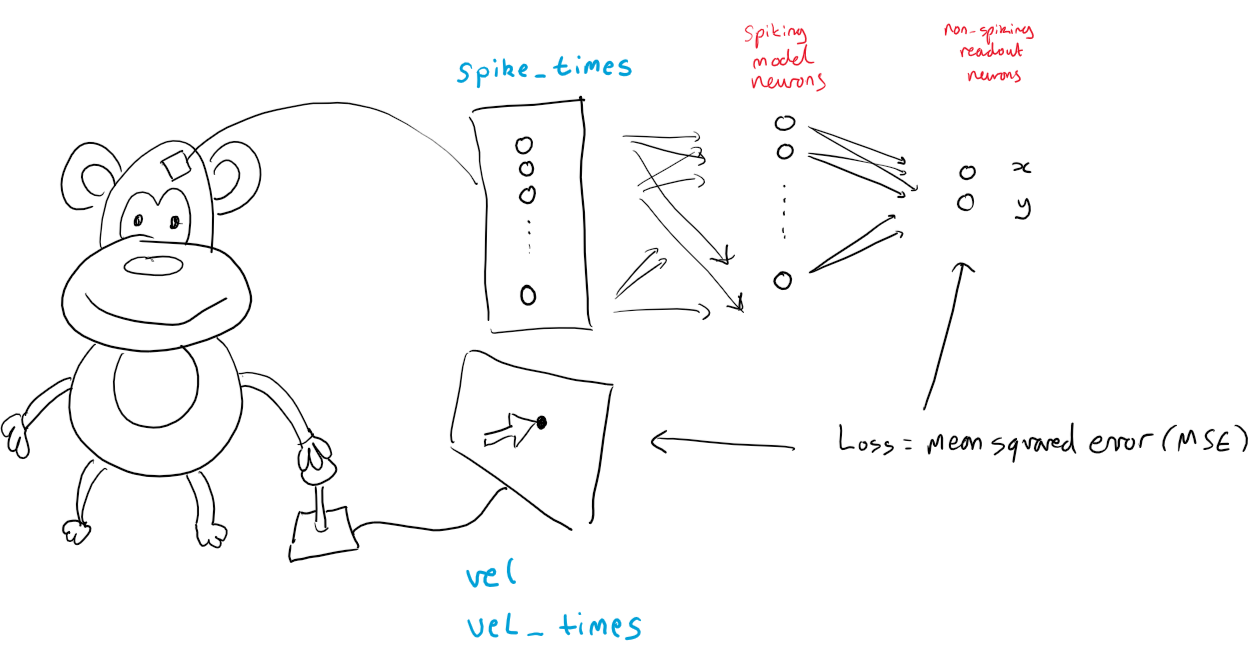 spike_times
Spiking
model
neurons
non-spiking
readout
neurons
x
y
Loss = mean squared error (MSE)
vel
vel_times